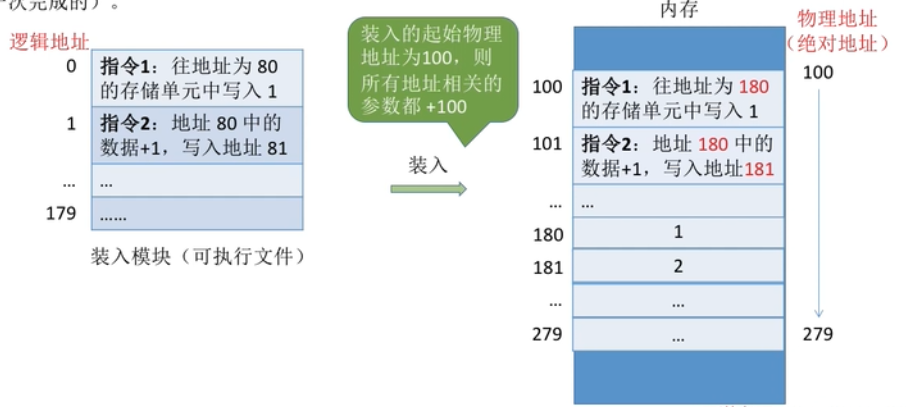 次完成的）。
逻辑地址
0
指令1：往地址为 80
的存储单元中写入 1
1
指令2：地址 80 中的
数据+1，写入地址 81
...
...
179
......
装入模块（可执行文件）
装入的起始物理
地址为100，则
所有地址相关的
参数都 +100
装入
内存
物理地址
（绝对地址）
100
指令1：往地址为 180
的存储单元中写入 1
101
指令2：地址 180 中的
数据+1，写入地址181
...
...
180
1
181
2
...
...
279
...
100
279